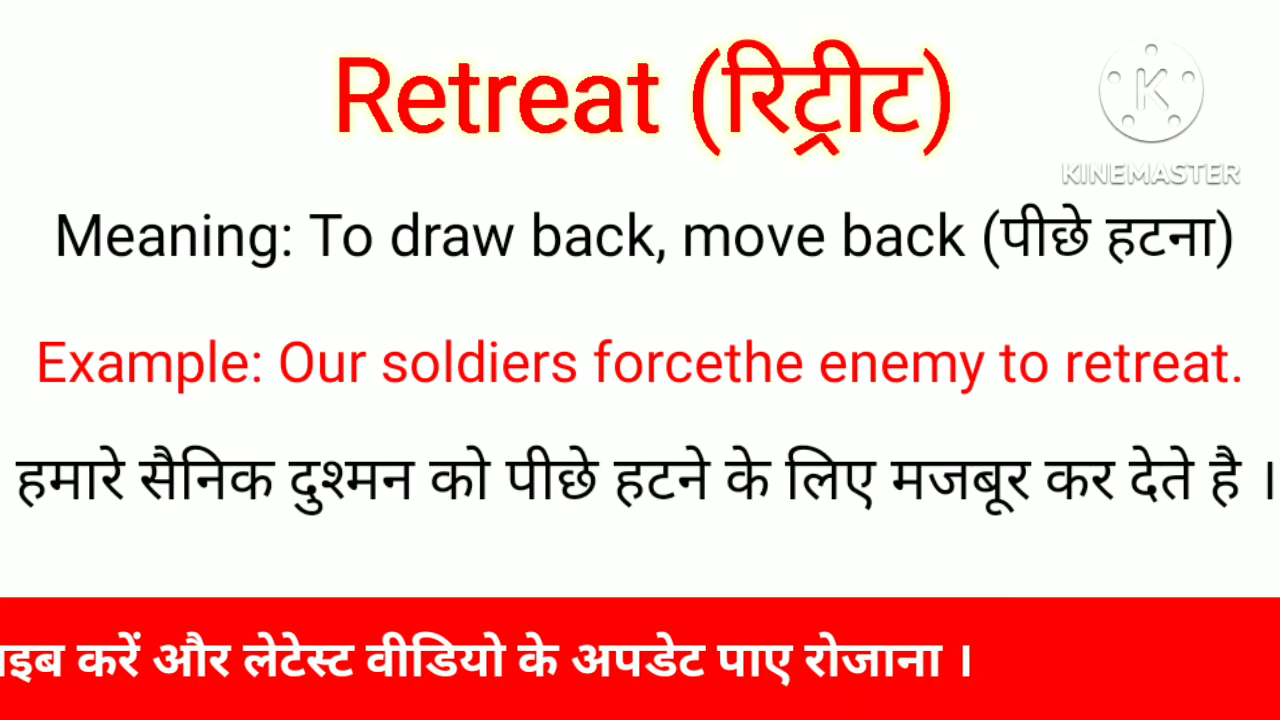 Retreat (रिट्रीट)
KINEMASTER
Meaning: To draw back, move back (पीछे हटना)
Example: Our soldiers forcethe enemy to retreat.
हमारे सैनिक दुश्मन को पीछे हटने के लिए मजबूर कर देते है ।
करें और लेटेस्ट वीडियो के अपडेट पाए रोजाना ।